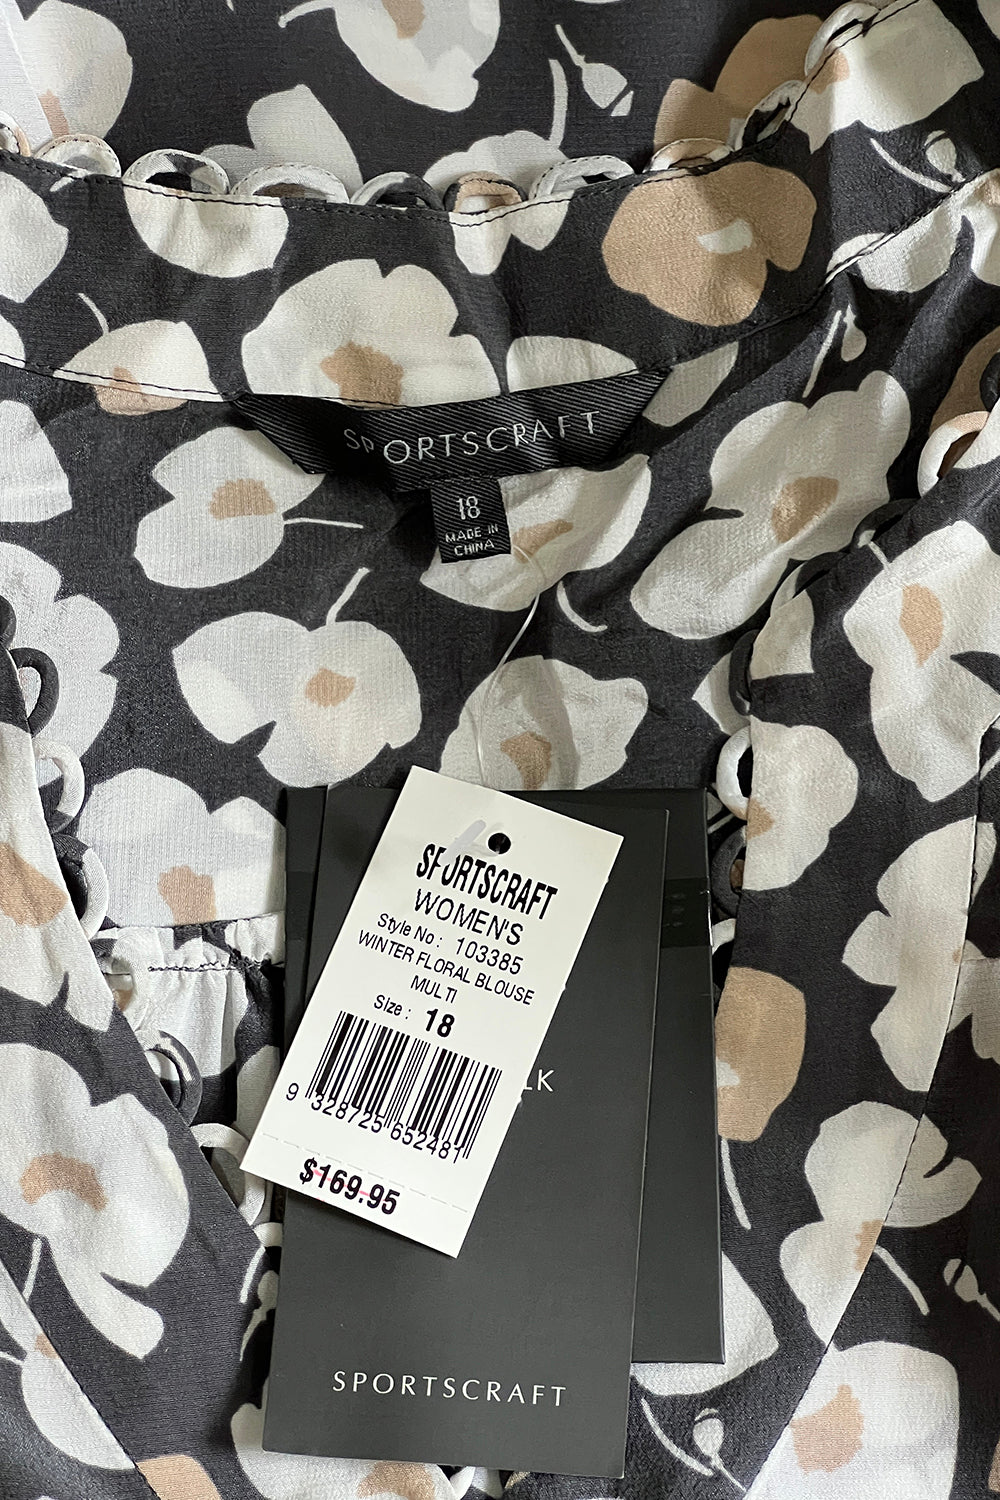 SPORTSCRAFT
18
MADE IN
CHINA
SPORTSCRAFT
WOMEN'S
Style No: 103385
WINTER FLORAL BLOUSE
MULTI
Size: 18
9 328725 652481
$169.95
LK
SPORTSCRAFT